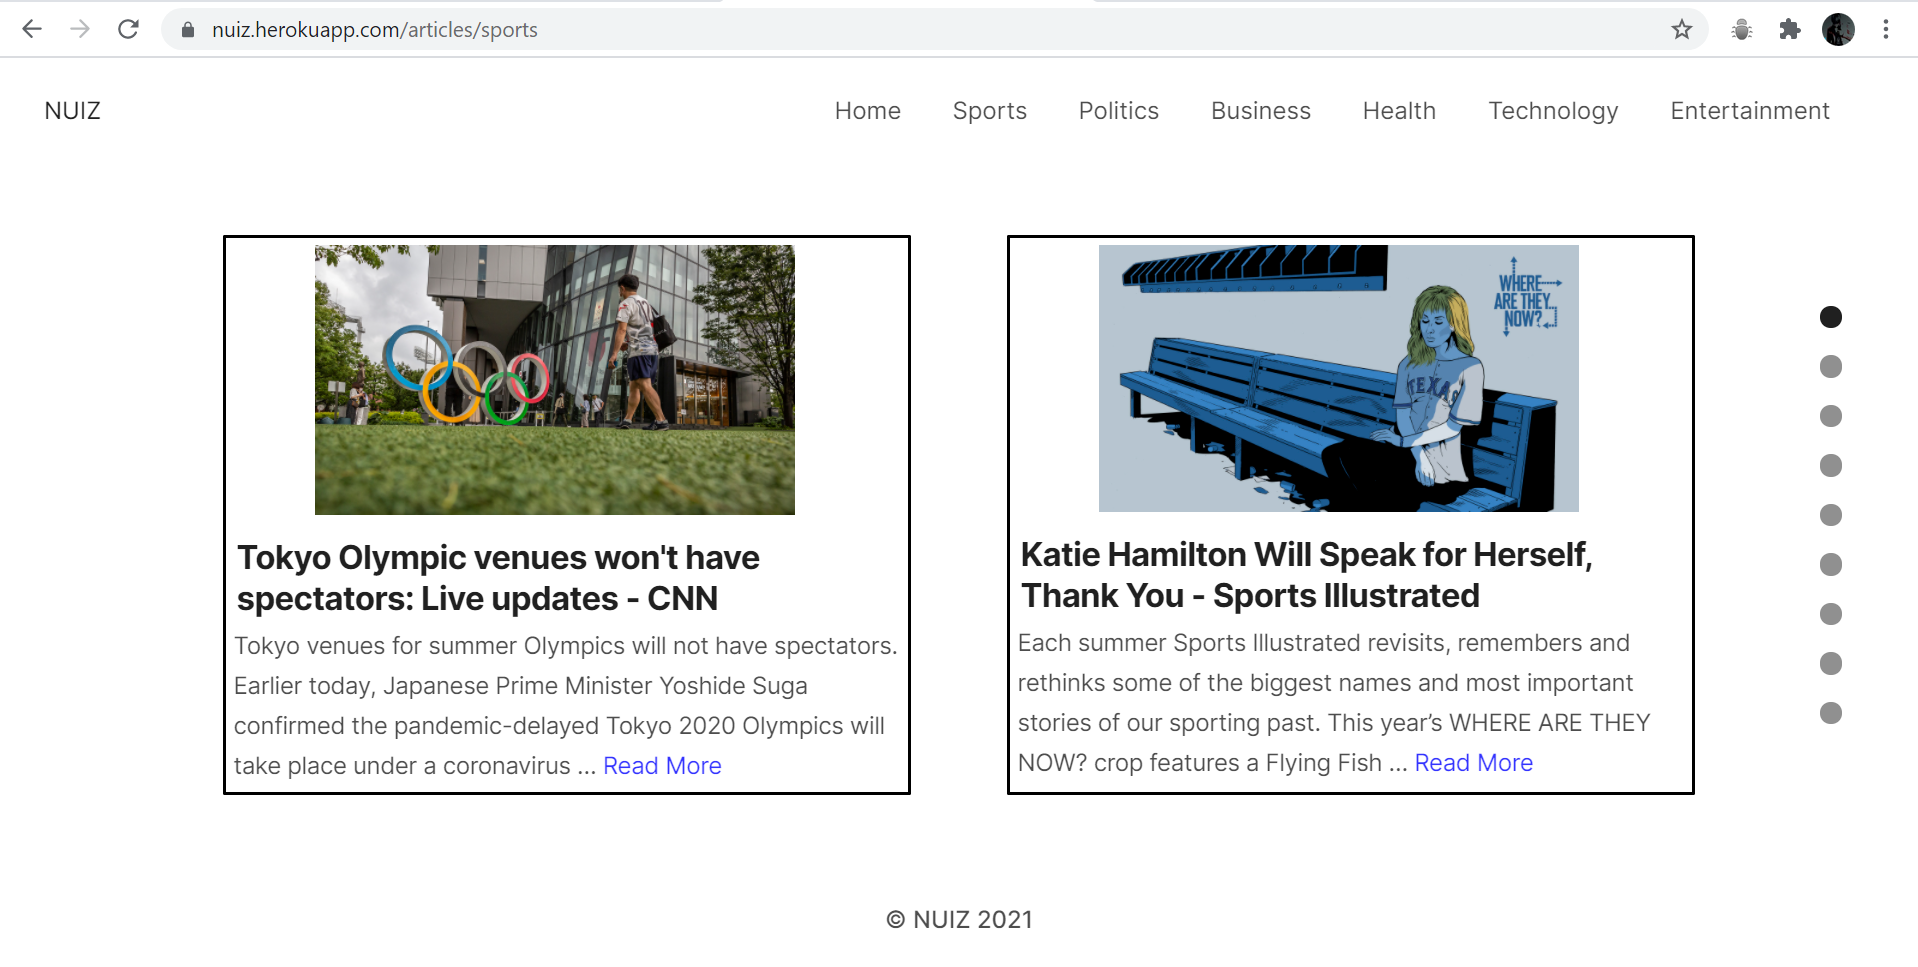 nuiz.herokuapp.com/articles/sports
NUIZ
Home Sports Politics Business Health Technology Entertainment
WHERE
ARE THEY
NOW?
TEXAS
Tokyo Olympic venues won't have
spectators: Live updates - CNN
Tokyo venues for summer Olympics will not have spectators.
Earlier today, Japanese Prime Minister Yoshide Suga
confirmed the pandemic-delayed Tokyo 2020 Olympics will
take place under a coronavirus ... Read More
Katie Hamilton Will Speak for Herself,
Thank You - Sports Illustrated
Each summer Sports Illustrated revisits, remembers and
rethinks some of the biggest names and most important
stories of our sporting past. This year’s WHERE ARE THEY
NOW? crop features a Flying Fish ... Read More
© NUIZ 2021